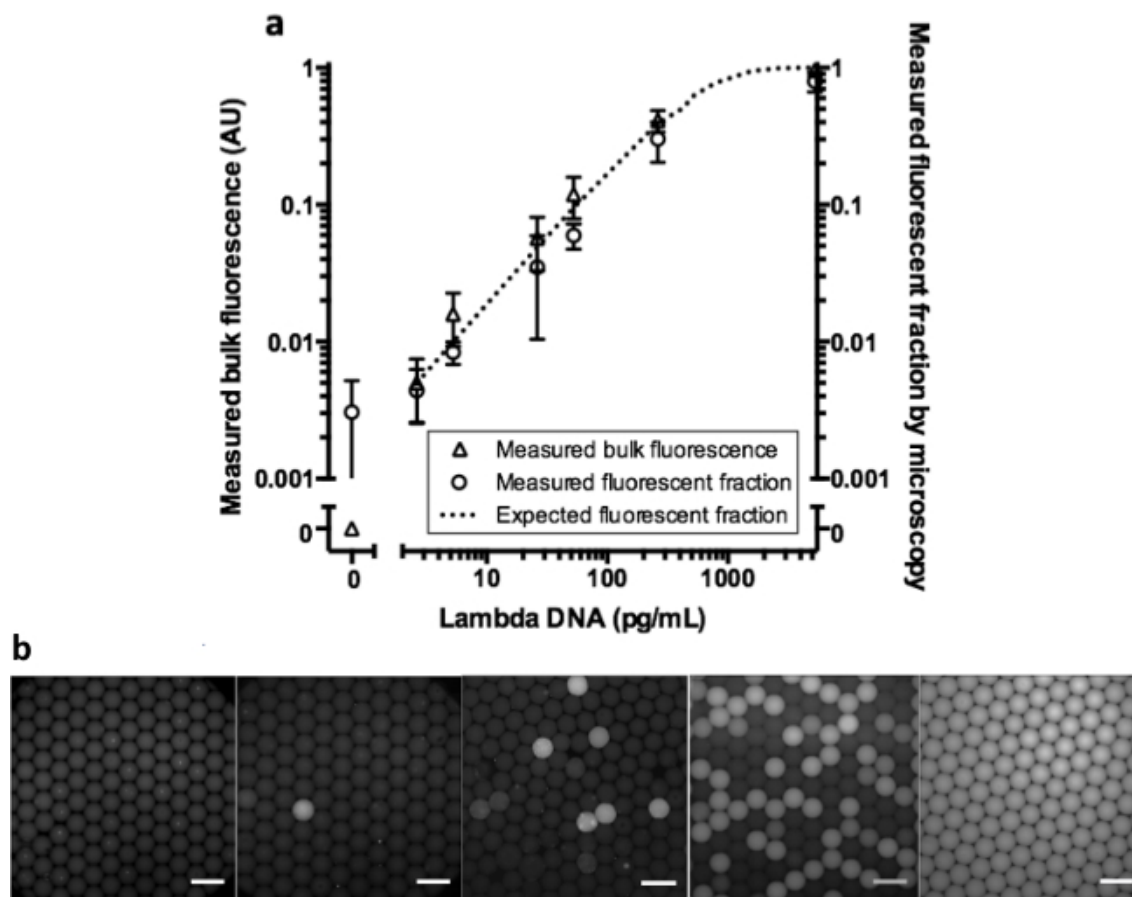 a
Measured bulk fluorescence (AU)
1
0.1
0.01
0.001
0
1
0.1
0.01
0.001
0
Measured fluorescent fraction by microscopy
Measured bulk fluorescence
Measured fluorescent fraction
Expected fluorescent fraction
0 10 100 1000
Lambda DNA (pg/mL)
b